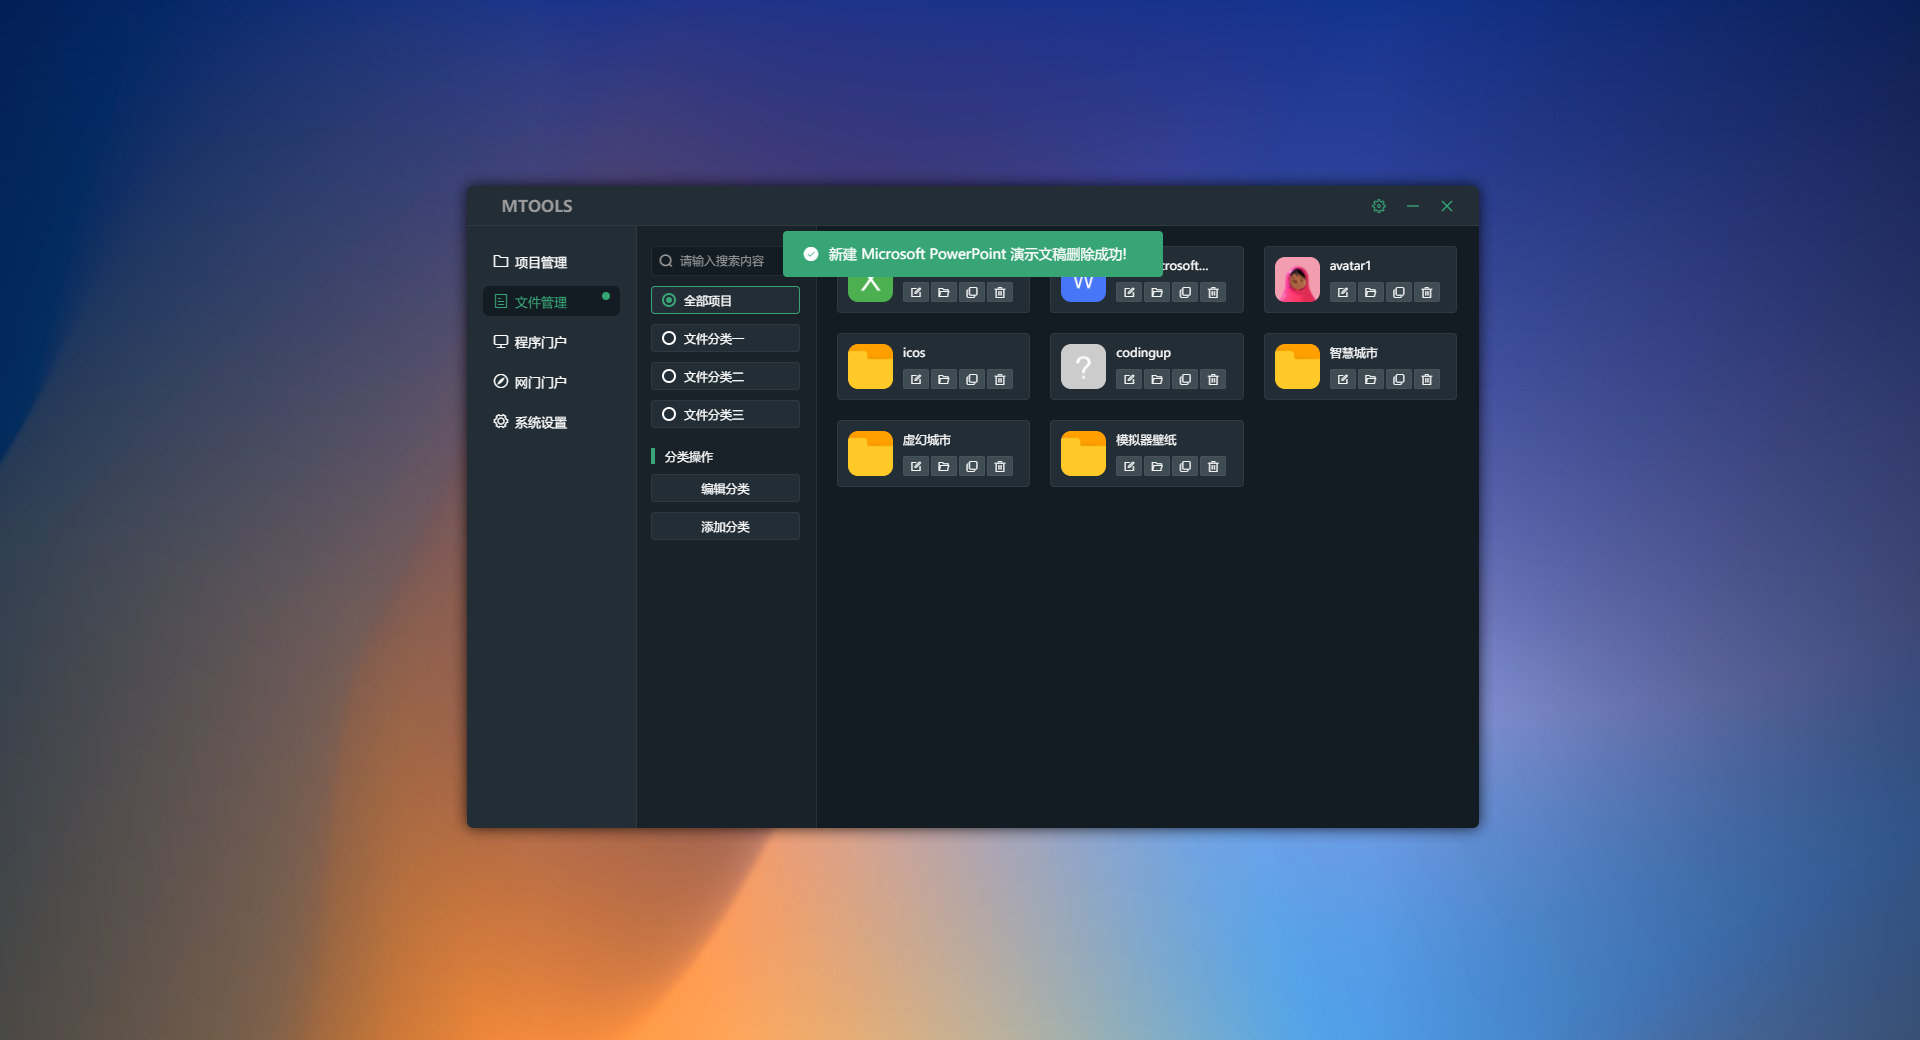 MTOOLS
项目管理
文件管理
程序门户
网门门户
系统设置
请输入搜索内容
全部项目
文件分类一
文件分类二
文件分类三
分类操作
编辑分类
添加分类
新建 Microsoft PowerPoint 演示文稿删除成功!
X
W
crosoft...
avatar1
icos
?
codingup
智慧城市
虚幻城市
模拟器壁纸